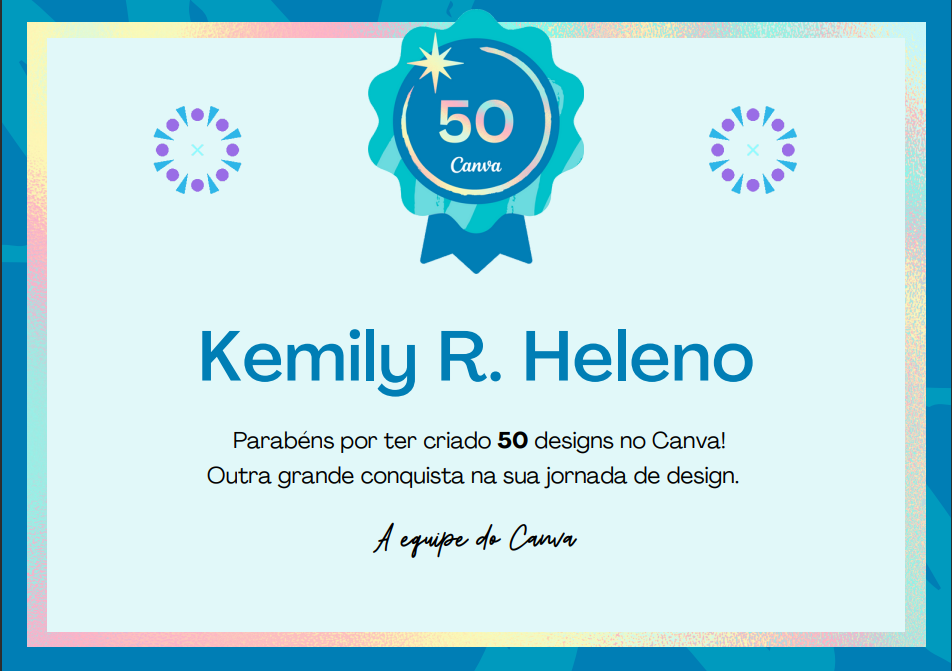 50
Canva
Kemily R. Heleno
Parabéns por ter criado 50 designs no Canva!
Outra grande conquista na sua jornada de design.
A equipe do Canva